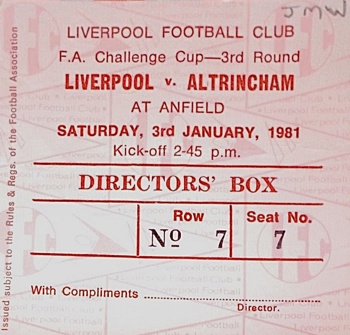 JMW
LIVERPOOL FOOTBALL CLUB
F.A. Challenge Cup—3rd Round
LIVERPOOL v. ALTRINCHAM
AT ANFIELD
SATURDAY, 3rd JANUARY, 1981
Kick-off 2-45 p.m.
DIRECTORS' BOX
Row Seat No.
Nº 7 7
With Compliments
Director.
Issued subject to the Rules & Regs. of the Football Association